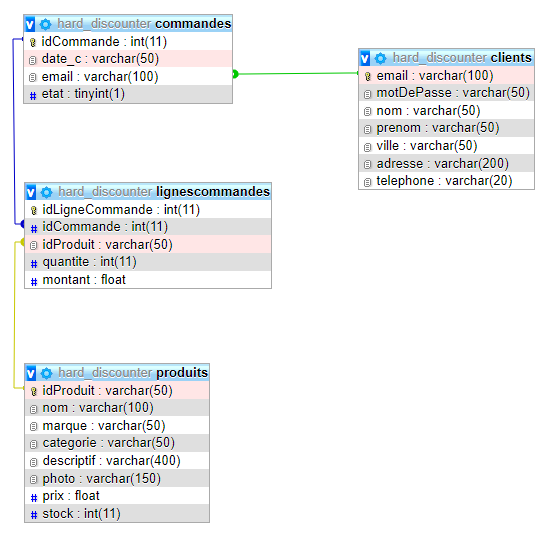 hard_discounter commandes
idCommande : int(11)
date_c : varchar(50)
email : varchar(100)
# etat : tinyint(1)
hard_discounter clients
email : varchar(100)
motDePasse : varchar(50)
nom : varchar(50)
prenom : varchar(50)
ville : varchar(50)
adresse : varchar(200)
telephone : varchar(20)
hard_discounter lignescommandes
idLigneCommande : int(11)
# idCommande : int(11)
idProduit : varchar(50)
# quantite : int(11)
# montant : float
hard_discounter produits
idProduit : varchar(50)
nom : varchar(100)
marque : varchar(50)
categorie : varchar(50)
descriptif : varchar(400)
photo : varchar(150)
# prix : float
# stock : int(11)